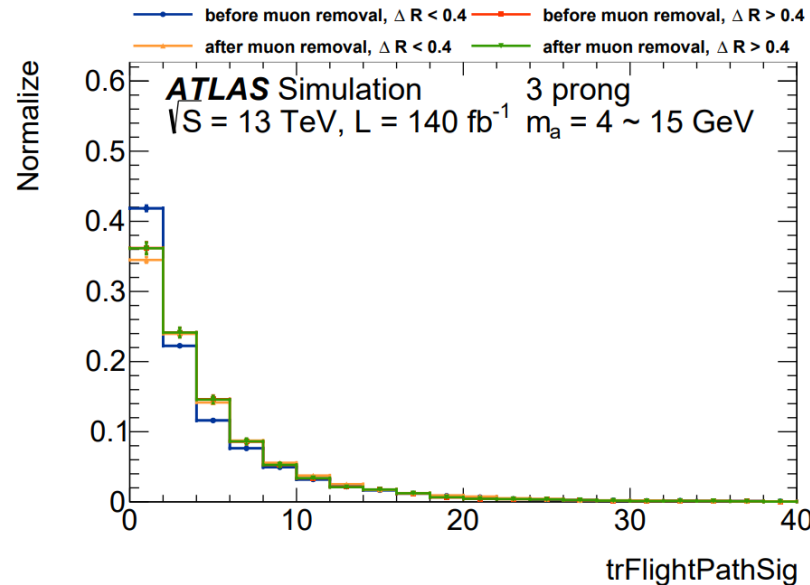 before muon removal, Δ R < 0.4 before muon removal, Δ R > 0.4
after muon removal, Δ R < 0.4 after muon removal, Δ R > 0.4
ATLAS Simulation 3 prong
√S = 13 TeV, L = 140 fb⁻¹ mₐ = 4 ~ 15 GeV
Normalize
0.6
0.5
0.4
0.3
0.2
0.1
0
0 10 20 30 40
trFlightPathSig